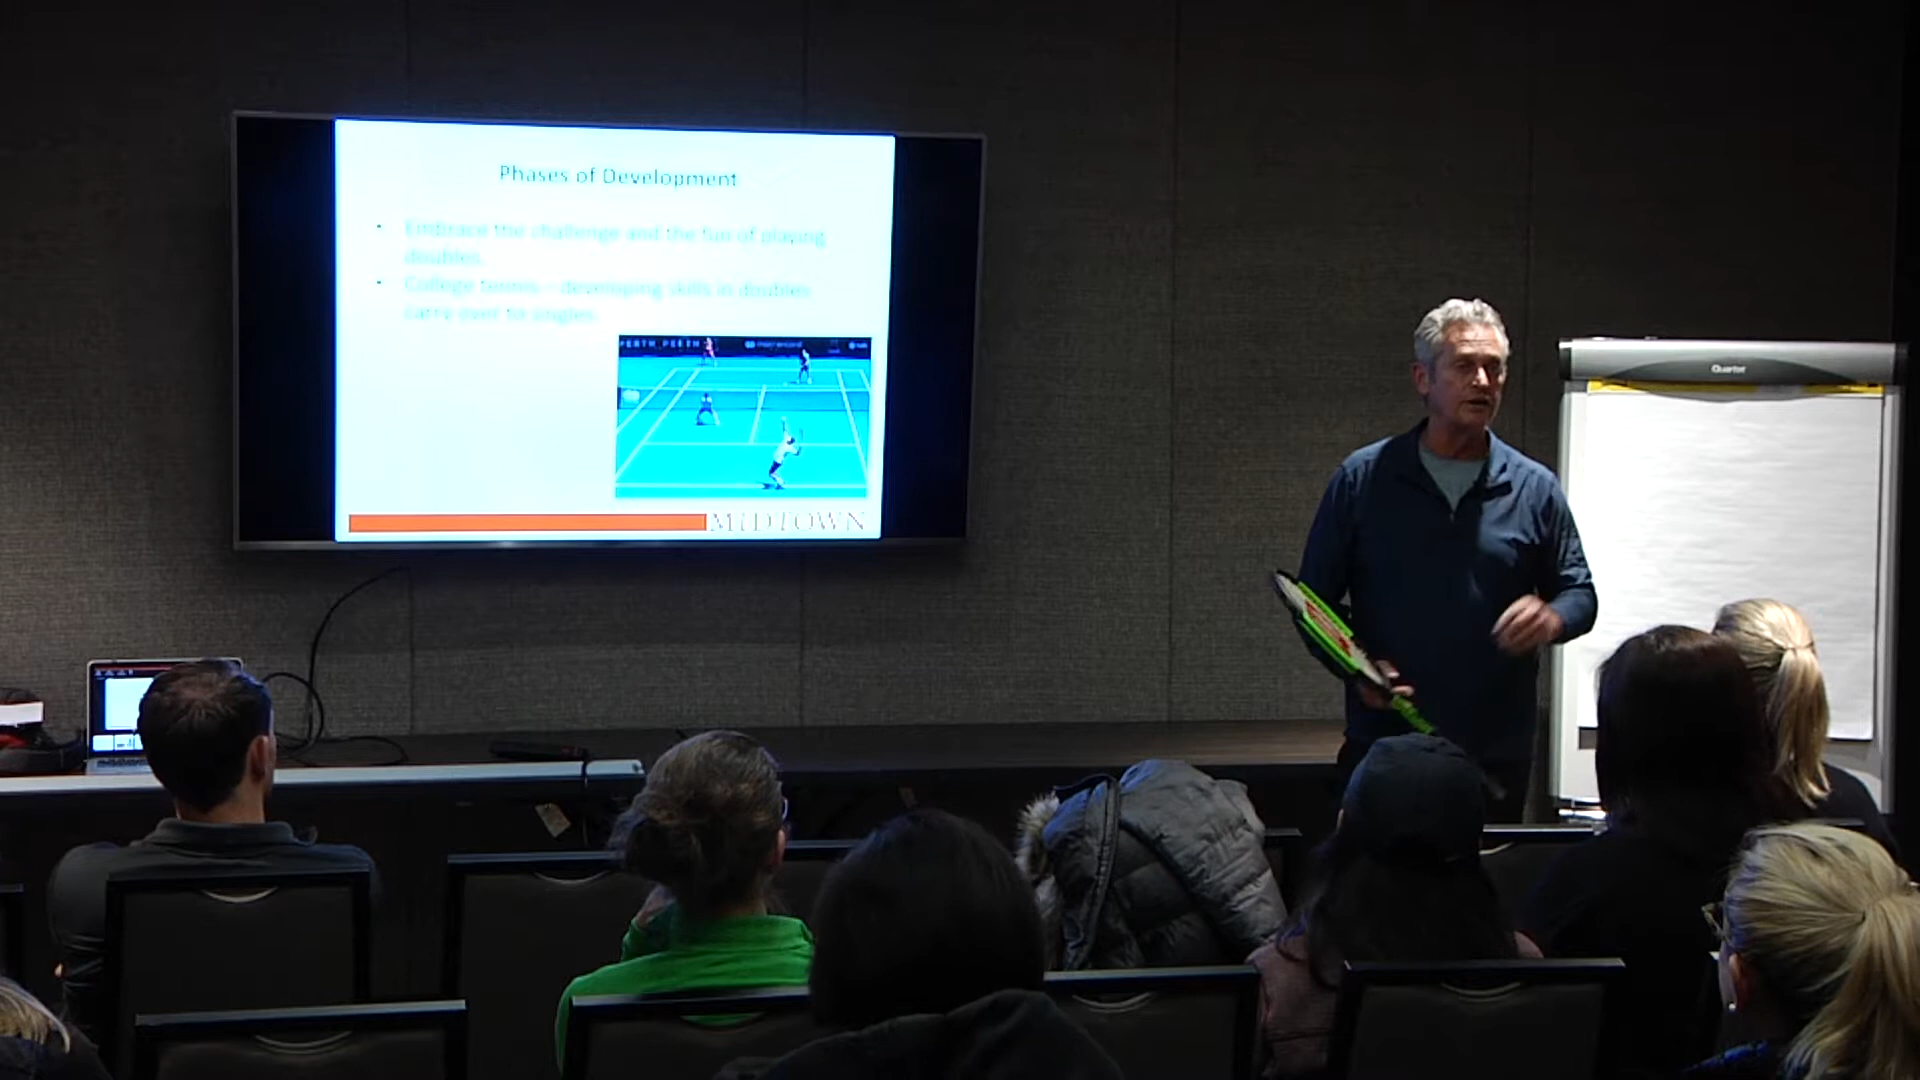 Phases of Development
• Embrace the challenge and the fun of playing
doubles.
• College tennis – developing skills in doubles
carry over to singles.
PERTH PERTH
MIDTOWN
Quartet